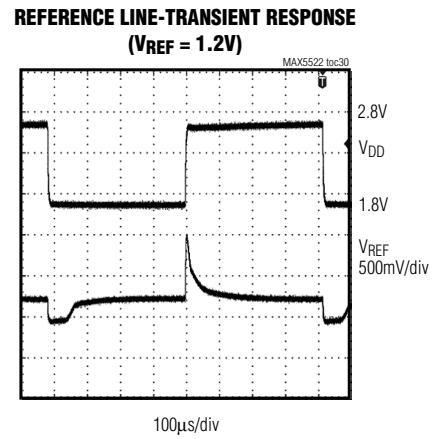 REFERENCE LINE-TRANSIENT RESPONSE
(VREF = 1.2V)
MAX5522 toc30
T
2.8V
VDD
1.8V
VREF
500mV/div
100μs/div